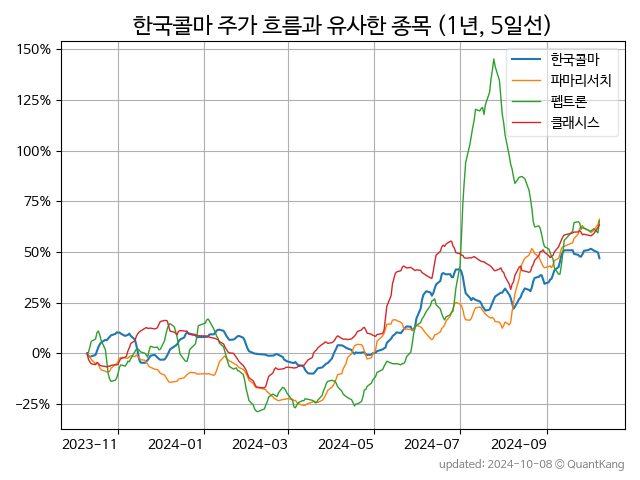 한국콜마 주가 흐름과 유사한 종목 (1년, 5일선)
150%
125%
100%
75%
50%
25%
0%
−25%
한국콜마
파마리서치
펩트론
클래시스
2023-11
2024-01
2024-03
2024-05
2024-07
2024-09
updated: 2024-10-08 © QuantKang